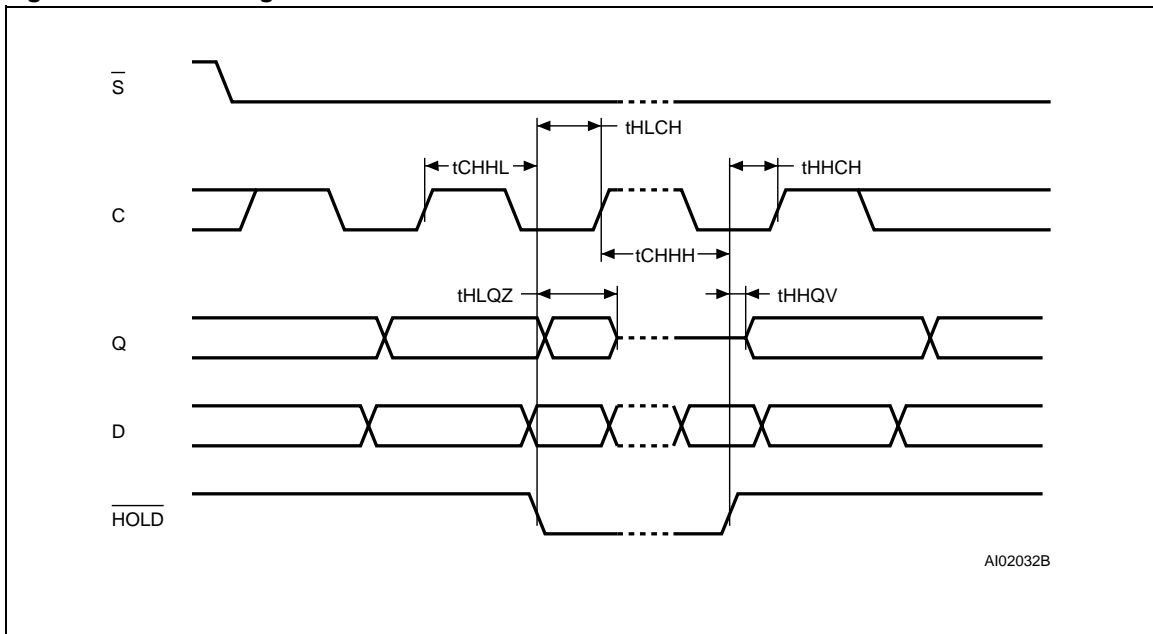 S
tHLCH
tCHHL
tHHCH
C
tCHHH
tHLQZ
tHHQV
Q
D
HOLD
AI02032B